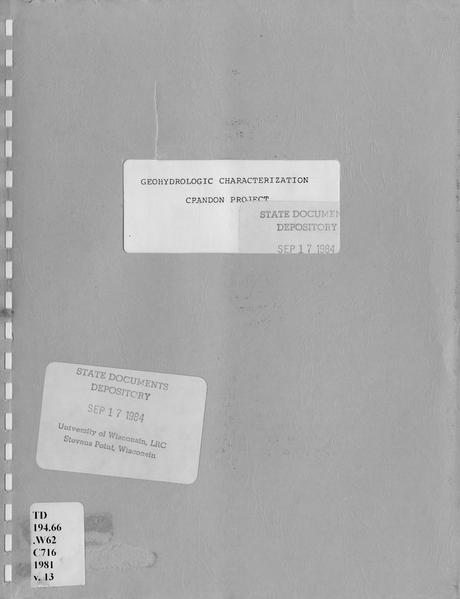 GEOHYDROLOGIC CHARACTERIZATION
CRANDON PROJECT
STATE DOCUMEN
DEPOSITORY
SEP 17 1984
STATE DOCUMENTS
DEPOSITORY
SEP 17 1984
University of Wisconsin, LRC
Stevens Point, Wisconsin
TD
194.66
.W62
C716
1981
v. 13